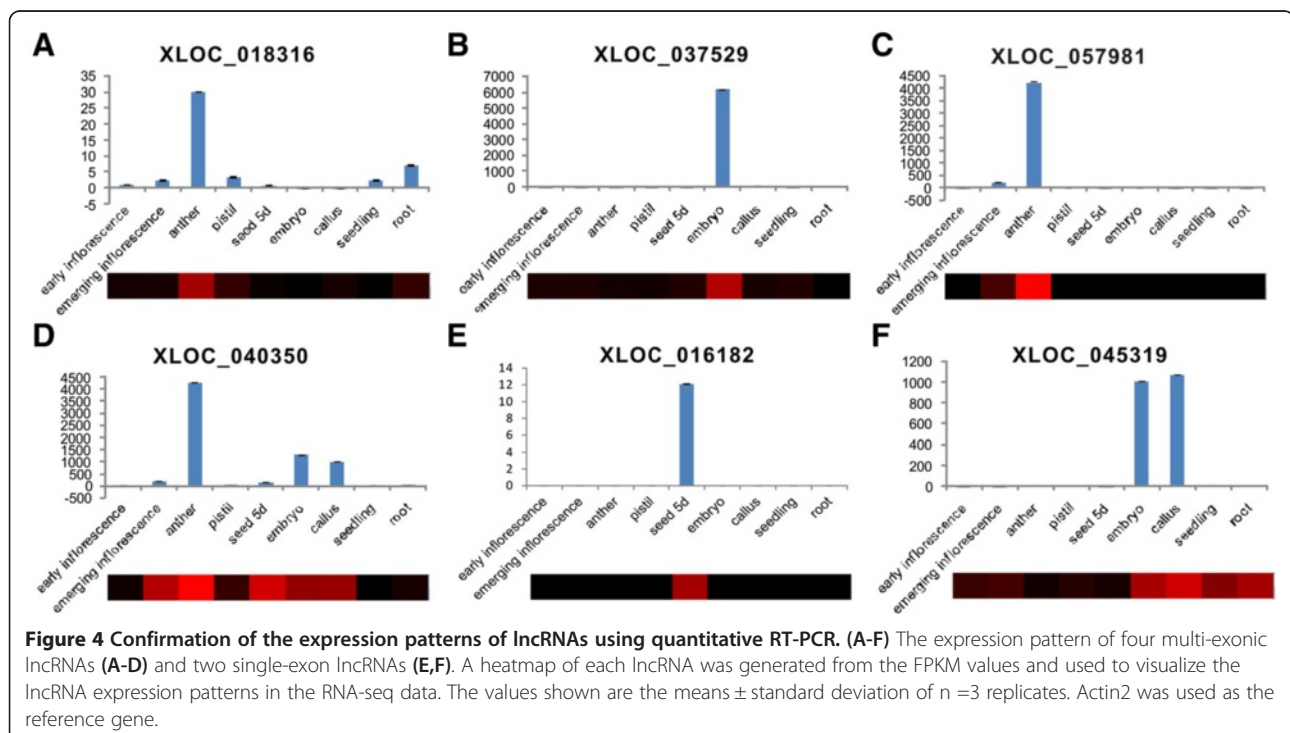 A
XLOC_018316
35
30
25
20
15
10
5
0
-5
early inflorescence
emerging inflorescence
anther
pistil
seed 5d
embryo
callus
seedling
root
B
XLOC_037529
7000
6000
5000
4000
3000
2000
1000
0
early inflorescence
emerging inflorescence
anther
pistil
seed 5d
embryo
callus
seedling
root
C
XLOC_057981
4500
4000
3500
3000
2500
2000
1500
1000
500
0
-500
early inflorescence
emerging inflorescence
anther
pistil
seed 5d
embryo
callus
seedling
root
D
XLOC_040350
4500
4000
3500
3000
2500
2000
1500
1000
500
0
-500
early inflorescence
emerging inflorescence
anther
pistil
seed 5d
embryo
callus
seedling
root
E
XLOC_016182
14
12
10
8
6
4
2
0
early inflorescence
emerging inflorescence
anther
pistil
seed 5d
embryo
callus
seedling
root
F
XLOC_045319
1200
1000
800
600
400
200
0
early inflorescence
emerging inflorescence
anther
pistil
seed 5d
embryo
callus
seedling
root
Figure 4 Confirmation of the expression patterns of lncRNAs using quantitative RT-PCR. (A-F) The expression pattern of four multi-exonic
lncRNAs (A-D) and two single-exon lncRNAs (E,F). A heatmap of each lncRNA was generated from the FPKM values and used to visualize the
lncRNA expression patterns in the RNA-seq data. The values shown are the means ± standard deviation of n =3 replicates. Actin2 was used as the
reference gene.